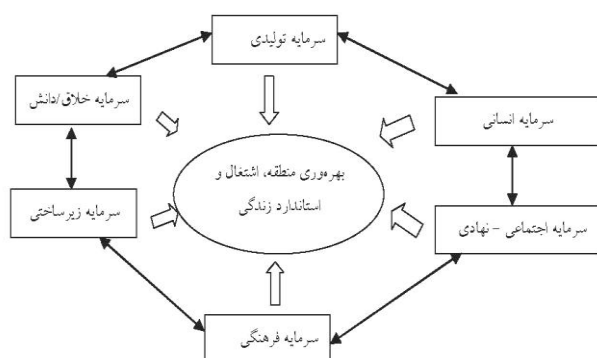 سرمایه تولیدی
سرمایه خلاق/دانش
سرمایه انسانی
بهره‌وری منطقه، اشتغال و
استاندارد زندگی
سرمایه زیرساختی
سرمایه اجتماعی – نهادی
سرمایه فرهنگی